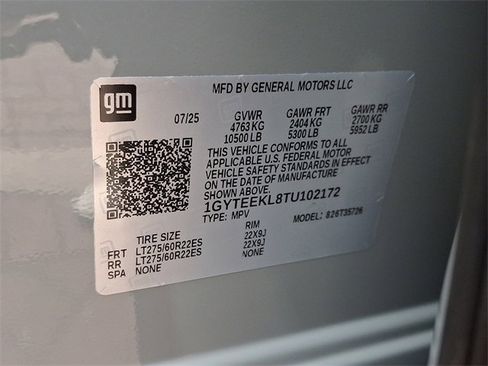 gm
MFD BY GENERAL MOTORS LLC
07/25 GVWR GAWR FRT GAWR RR
4763 KG 2404 KG 2700 KG
10500 LB 5300 LB 5952 LB
THIS VEHICLE CONFORMS TO ALL
APPLICABLE U.S. FEDERAL MOTOR
VEHICLE SAFETY STANDARDS IN EFFECT
ON THE DATE OF MANUFACTURE
SHOWN ABOVE.
1GYTEEKL8TU102172
TYPE: MPV MODEL: 826T35726
TIRE SIZE RIM
FRT LT275/60R22ES 22X9J
RR LT275/60R22ES 22X9J
SPA NONE NONE